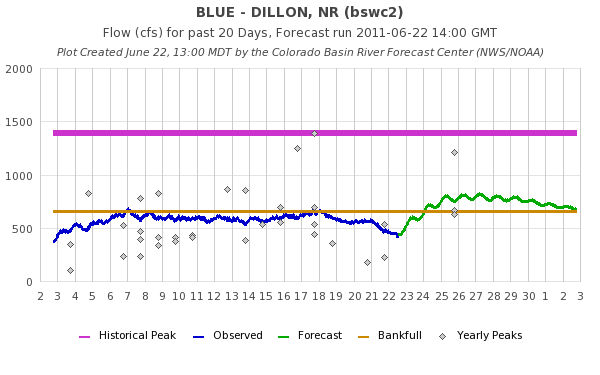 BLUE - DILLON, NR (bswc2)
Flow (cfs) for past 20 Days, Forecast run 2011-06-22 14:00 GMT
Plot Created June 22, 13:00 MDT by the Colorado Basin River Forecast Center (NWS/NOAA)
2000
1500
1000
500
0
2 3 4 5 6 7 8 9 10 11 12 13 14 15 16 17 18 19 20 21 22 23 24 25 26 27 28 29 30 1 2 3
Historical Peak Observed Forecast Bankfull Yearly Peaks